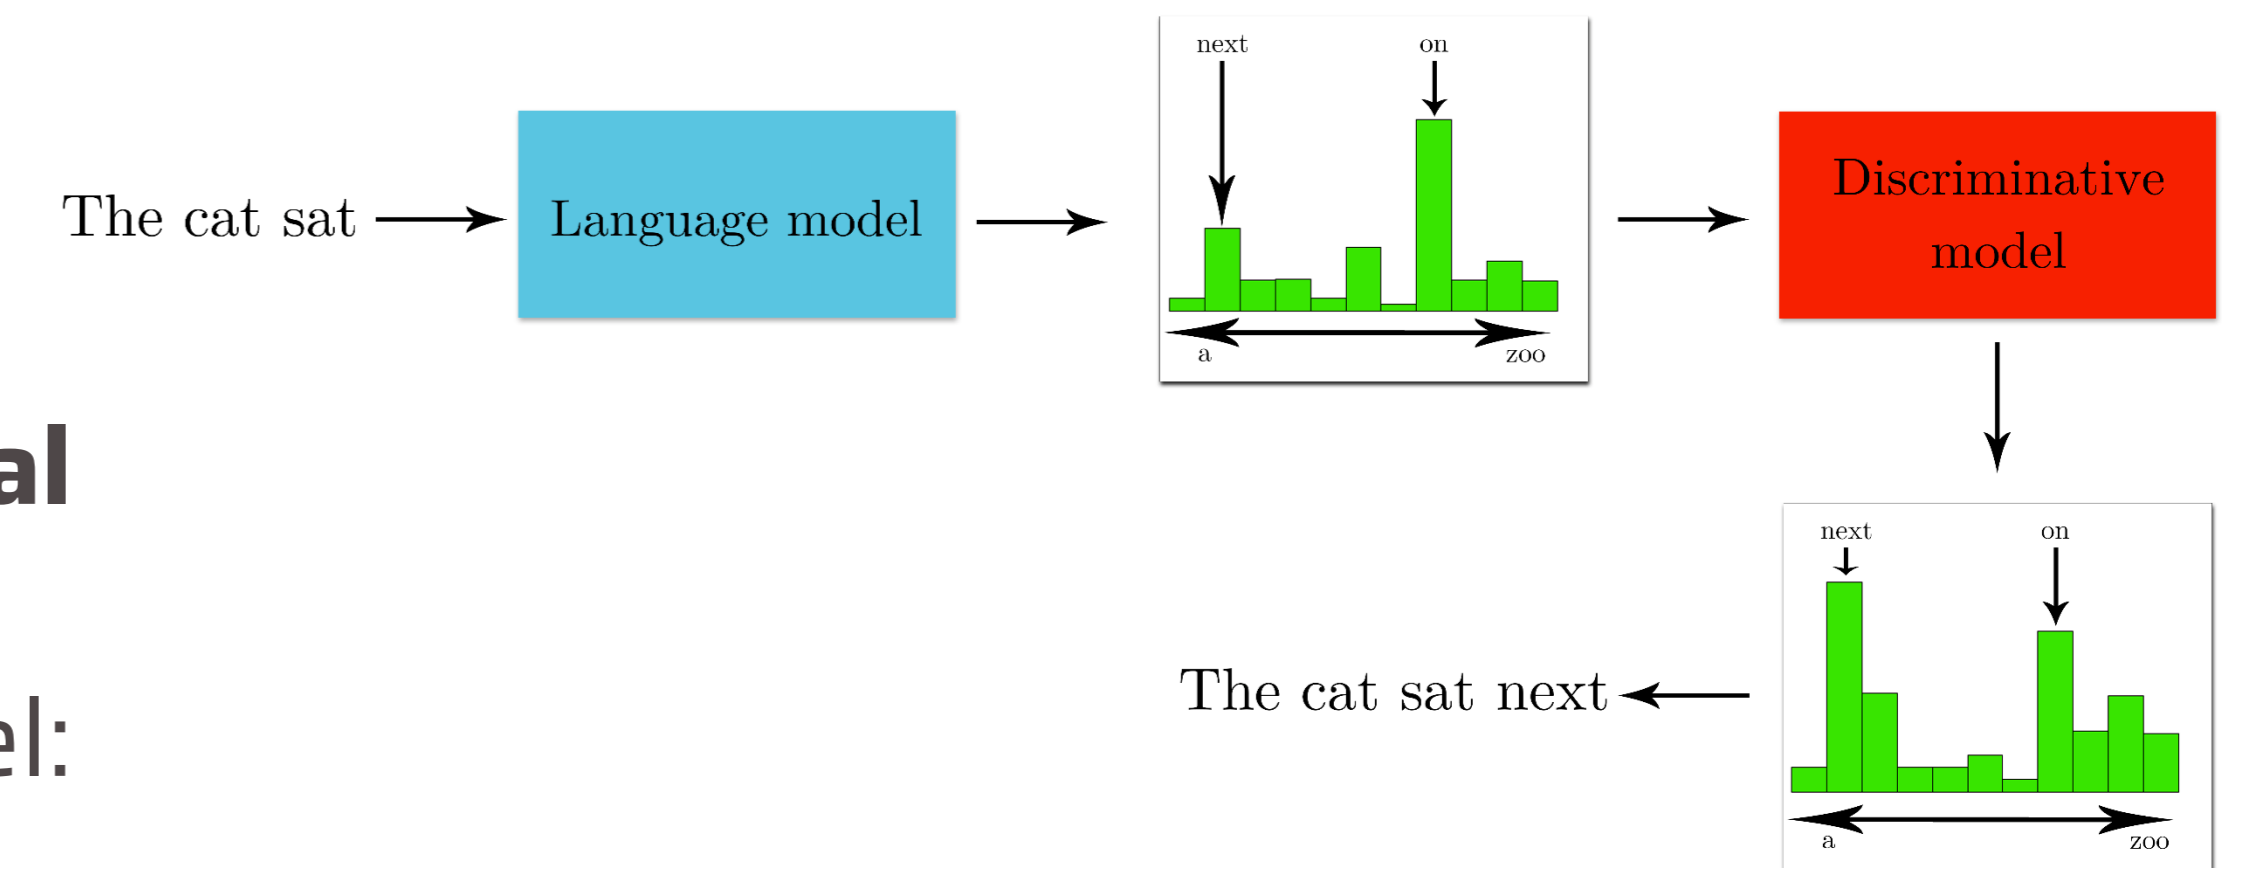 next on
The cat sat
Language model
Discriminative
model
a zoo
al
next on
The cat sat next
el:
a zoo